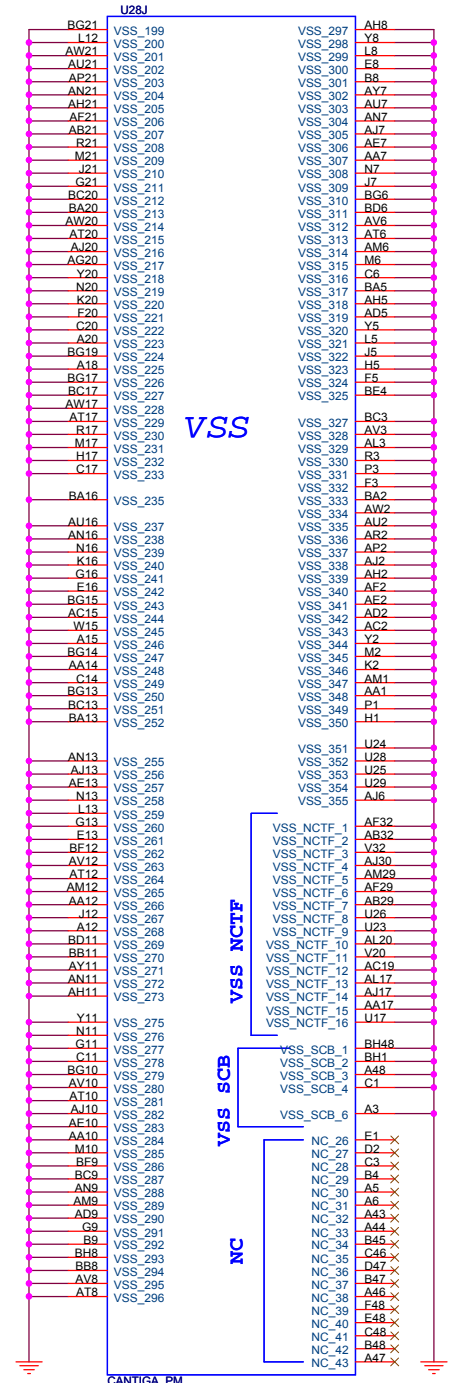 U28J
BG21 VSS_199
L12 VSS_200
AW21 VSS_201
AU21 VSS_202
AP21 VSS_203
AN21 VSS_204
AH21 VSS_205
AF21 VSS_206
AB21 VSS_207
R21 VSS_208
M21 VSS_209
J21 VSS_210
G21 VSS_211
BC20 VSS_212
BA20 VSS_213
AW20 VSS_214
AT20 VSS_215
AJ20 VSS_216
AG20 VSS_217
Y20 VSS_218
N20 VSS_219
K20 VSS_220
F20 VSS_221
C20 VSS_222
A20 VSS_223
BG19 VSS_224
A18 VSS_225
BG17 VSS_226
BC17 VSS_227
AW17 VSS_228
AT17 VSS_229
R17 VSS_230
M17 VSS_231
H17 VSS_232
C17 VSS_233
BA16 VSS_235
AU16 VSS_237
AN16 VSS_238
N16 VSS_239
K16 VSS_240
G16 VSS_241
E16 VSS_242
BG15 VSS_243
AC15 VSS_244
W15 VSS_245
A15 VSS_246
BG14 VSS_247
AA14 VSS_248
C14 VSS_249
BG13 VSS_250
BC13 VSS_251
BA13 VSS_252
AN13 VSS_255
AJ13 VSS_256
AE13 VSS_257
N13 VSS_258
L13 VSS_259
G13 VSS_260
E13 VSS_261
BF12 VSS_262
AV12 VSS_263
AT12 VSS_264
AM12 VSS_265
AA12 VSS_266
J12 VSS_267
A12 VSS_268
BD11 VSS_269
BB11 VSS_270
AY11 VSS_271
AN11 VSS_272
AH11 VSS_273
Y11 VSS_275
N11 VSS_276
G11 VSS_277
C11 VSS_278
BG10 VSS_279
AV10 VSS_280
AT10 VSS_281
AJ10 VSS_282
AE10 VSS_283
AA10 VSS_284
M10 VSS_285
BF9 VSS_286
BC9 VSS_287
AN9 VSS_288
AM9 VSS_289
AD9 VSS_290
G9 VSS_291
B9 VSS_292
BH8 VSS_293
BB8 VSS_294
AV8 VSS_295
AT8 VSS_296
VSS
VSS_297 AH8
VSS_298 Y8
VSS_299 L8
VSS_300 E8
VSS_301 B8
VSS_302 AY7
VSS_303 AU7
VSS_304 AN7
VSS_305 AJ7
VSS_306 AE7
VSS_307 AA7
VSS_308 N7
VSS_309 J7
VSS_310 BG6
VSS_311 BD6
VSS_312 AV6
VSS_313 AT6
VSS_314 AM6
VSS_315 M6
VSS_316 C6
VSS_317 BA5
VSS_318 AH5
VSS_319 AD5
VSS_320 Y5
VSS_321 L5
VSS_322 J5
VSS_323 H5
VSS_324 F5
VSS_325 BE4
VSS_327 BC3
VSS_328 AV3
VSS_329 AL3
VSS_330 R3
VSS_331 P3
VSS_332 F3
VSS_333 BA2
VSS_334 AW2
VSS_335 AU2
VSS_336 AR2
VSS_337 AP2
VSS_338 AJ2
VSS_339 AH2
VSS_340 AF2
VSS_341 AE2
VSS_342 AD2
VSS_343 AC2
VSS_344 Y2
VSS_345 M2
VSS_346 K2
VSS_347 AM1
VSS_348 AA1
VSS_349 P1
VSS_350 H1
VSS_351 U24
VSS_352 U28
VSS_353 U25
VSS_354 U29
VSS_355 AJ6
VSS NCTF
VSS_NCTF_1 AF32
VSS_NCTF_2 AB32
VSS_NCTF_3 V32
VSS_NCTF_4 AJ30
VSS_NCTF_5 AM29
VSS_NCTF_6 AF29
VSS_NCTF_7 AB29
VSS_NCTF_8 U26
VSS_NCTF_9 U23
VSS_NCTF_10 AL20
VSS_NCTF_11 V20
VSS_NCTF_12 AC19
VSS_NCTF_13 AL17
VSS_NCTF_14 AJ17
VSS_NCTF_15 AA17
VSS_NCTF_16 U17
VSS SCB
VSS_SCB_1 BH48
VSS_SCB_2 BH1
VSS_SCB_3 A48
VSS_SCB_4 C1
VSS_SCB_6 A3
NC
NC_26 E1
NC_27 D2
NC_28 C3
NC_29 B4
NC_30 A5
NC_31 A6
NC_32 A43
NC_33 A44
NC_34 B45
NC_35 C46
NC_36 D47
NC_37 B47
NC_38 A46
NC_39 F48
NC_40 E48
NC_41 C48
NC_42 B48
NC_43 A47
CANTIGA_PM